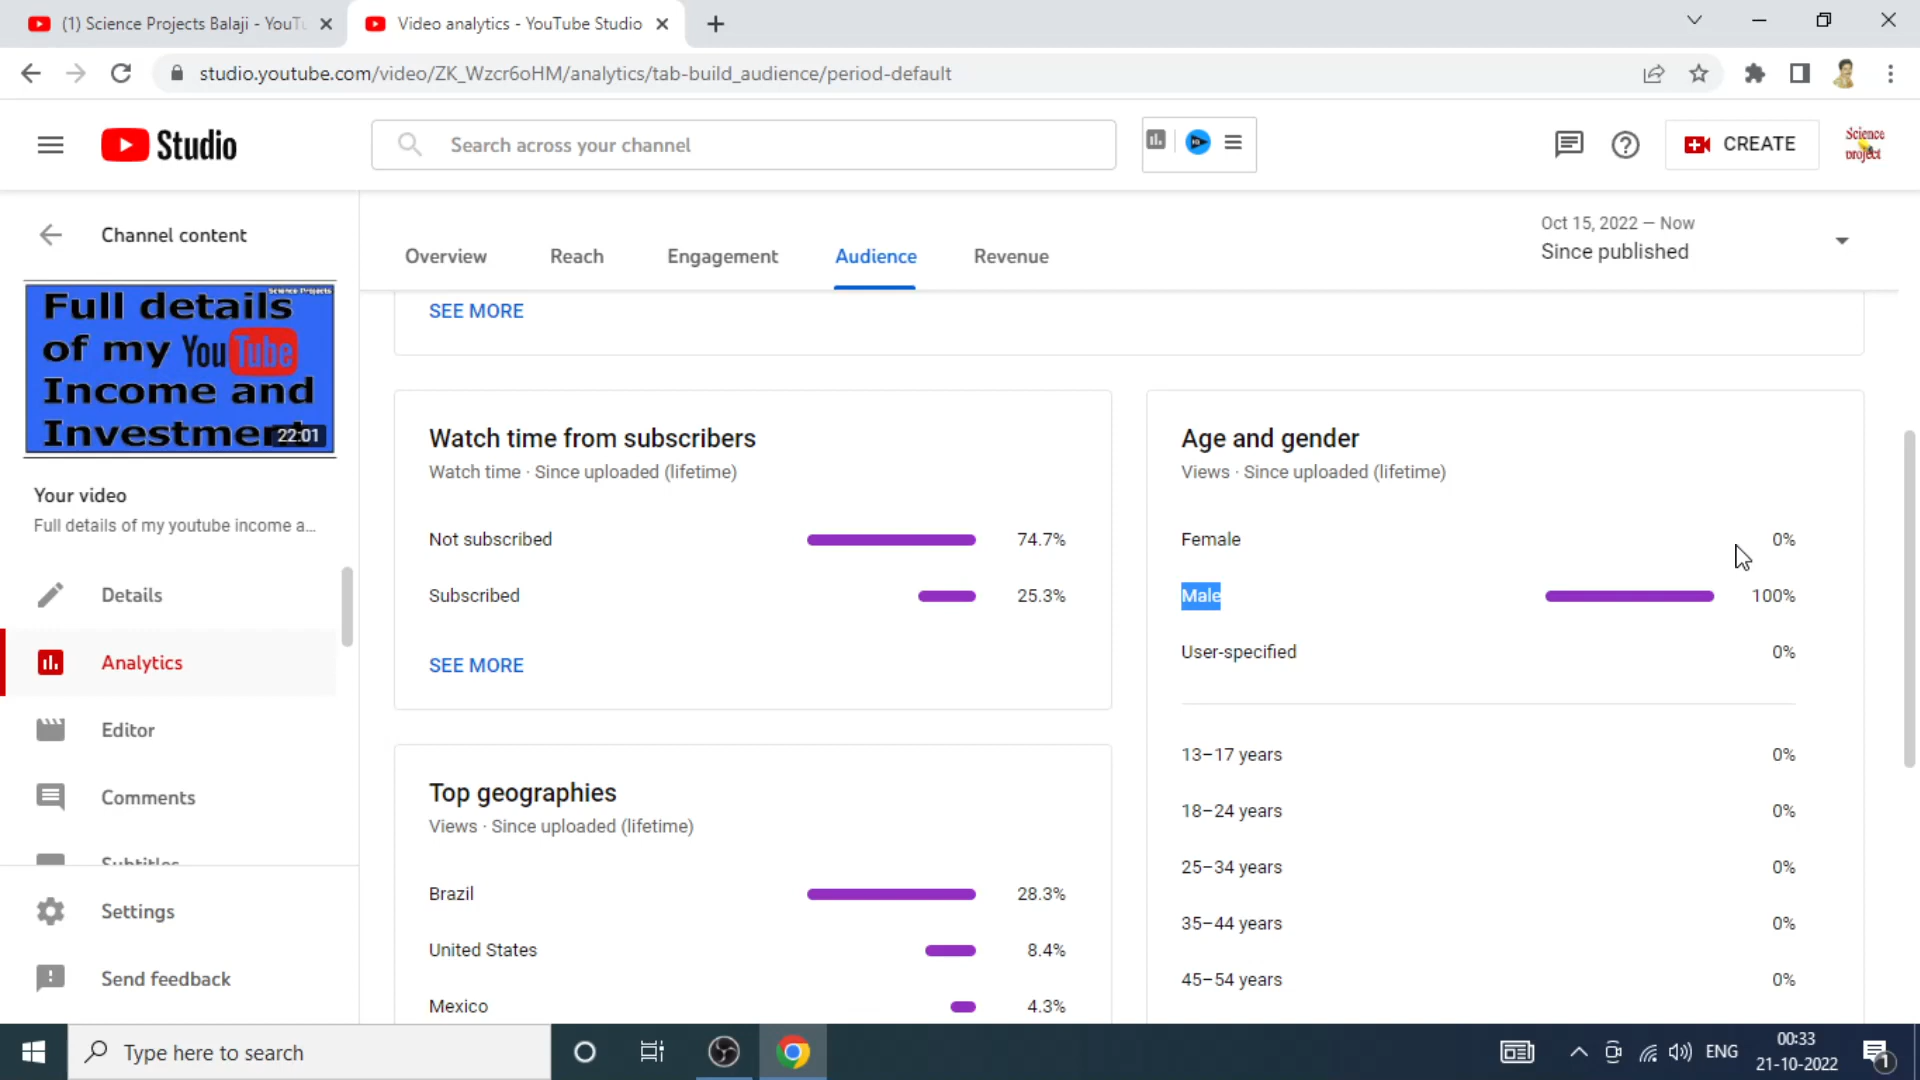 (1) Science Projects Balaji - YouT
Video analytics - YouTube Studio
studio.youtube.com/video/ZK_Wzcr6oHM/analytics/tab-build_audience/period-default
Studio
Search across your channel
CREATE
Science
project
Channel content
Overview
Reach
Engagement
Audience
Revenue
Oct 15, 2022 – Now
Since published
Science Projects
Full details
of my YouTube
Income and
Investment
22:01
Your video
Full details of my youtube income a...
Details
Analytics
Editor
Comments
Subtitles
Settings
Send feedback
SEE MORE
Watch time from subscribers
Watch time · Since uploaded (lifetime)
Not subscribed 74.7%
Subscribed 25.3%
SEE MORE
Top geographies
Views · Since uploaded (lifetime)
Brazil 28.3%
United States 8.4%
Mexico 4.3%
Age and gender
Views · Since uploaded (lifetime)
Female 0%
Male 100%
User-specified 0%
13–17 years 0%
18–24 years 0%
25–34 years 0%
35–44 years 0%
45–54 years 0%
Type here to search
ENG
00:33
21-10-2022
1